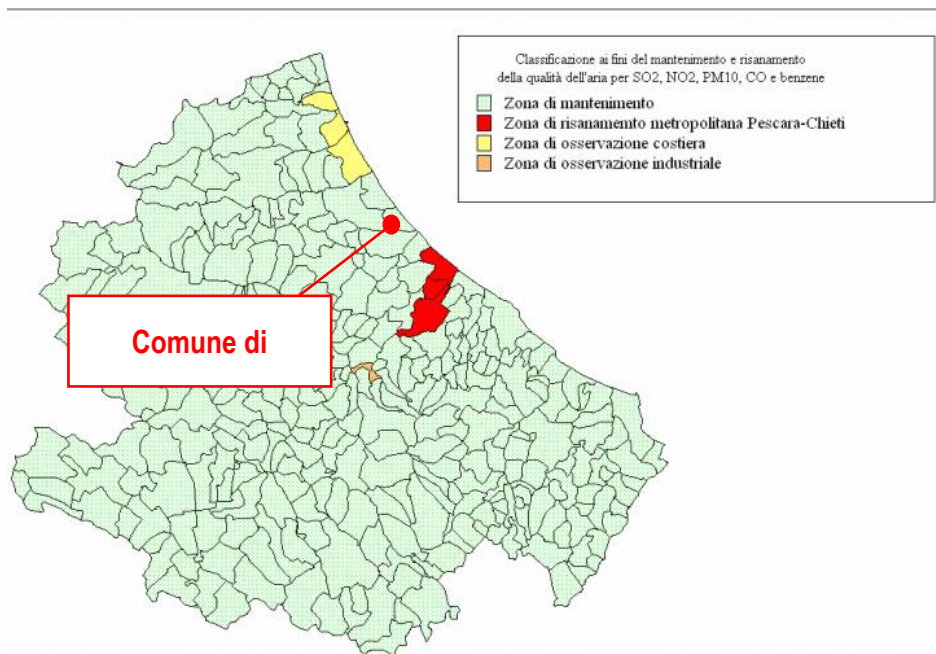 Classificazione ai fini del mantenimento e risanamento
della qualità dell'aria per SO2, NO2, PM10, CO e benzene
Zona di mantenimento
Zona di risanamemto metropolitana Pescara-Chieti
Zona di osservazione costiera
Zona di osservazione industriale
Comune di